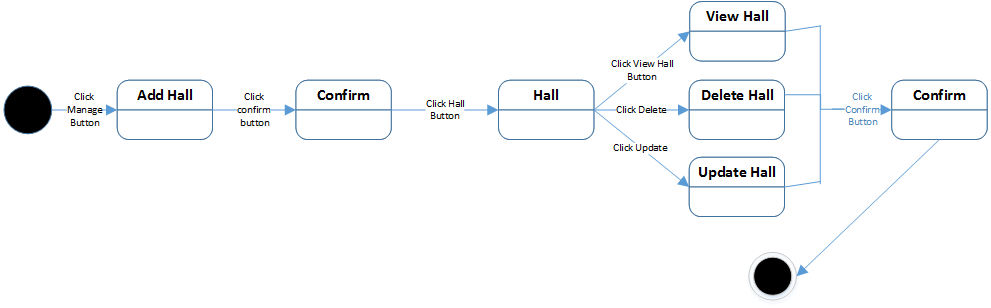 View Hall
Click View Hall
Button
Click
Manage
Button
Add Hall
Click
confirm
button
Confirm
Click Hall
Button
Hall
Click Delete
Delete Hall
Click
Confirm
Button
Confirm
Click Update
Update Hall